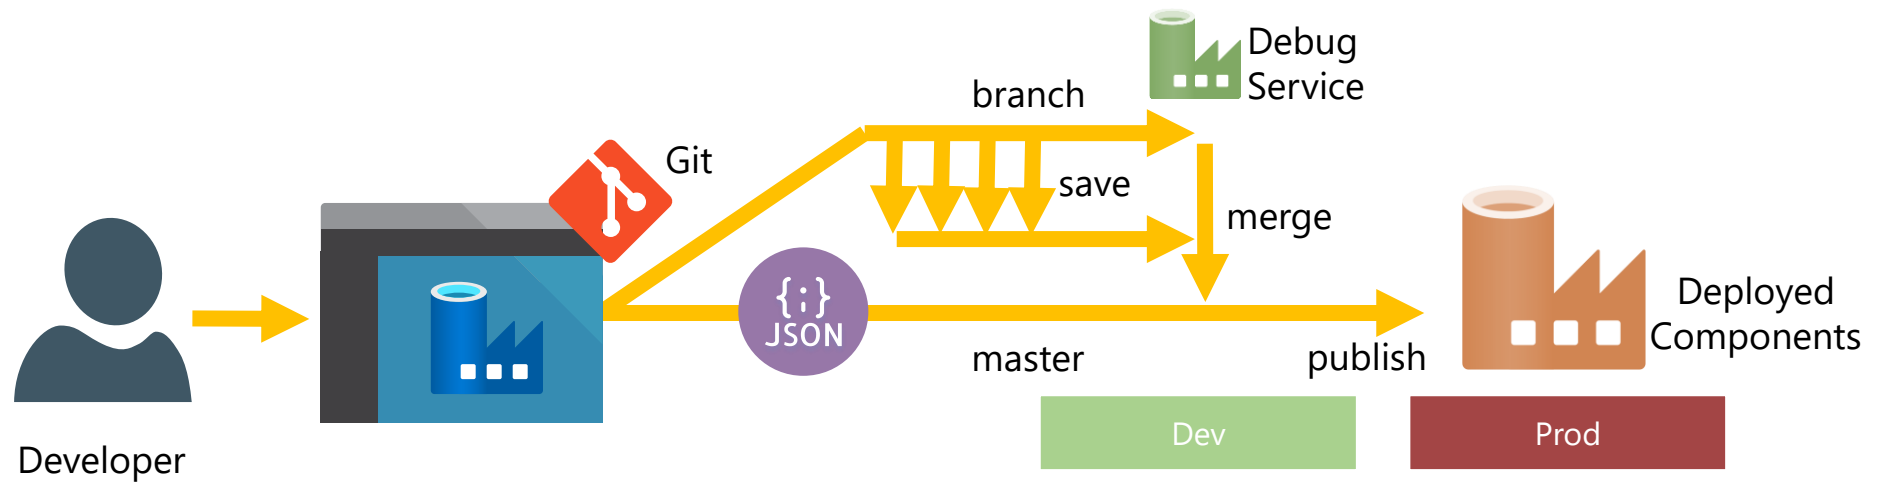 Debug
Service
branch
Git
save
merge
{;}
JSON
Deployed
Components
master
publish
Dev
Prod
Developer